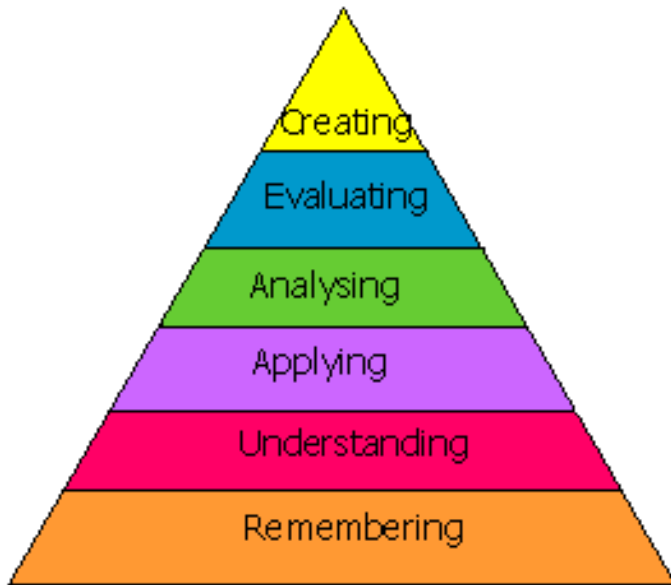 Creating
Evaluating
Analysing
Applying
Understanding
Remembering